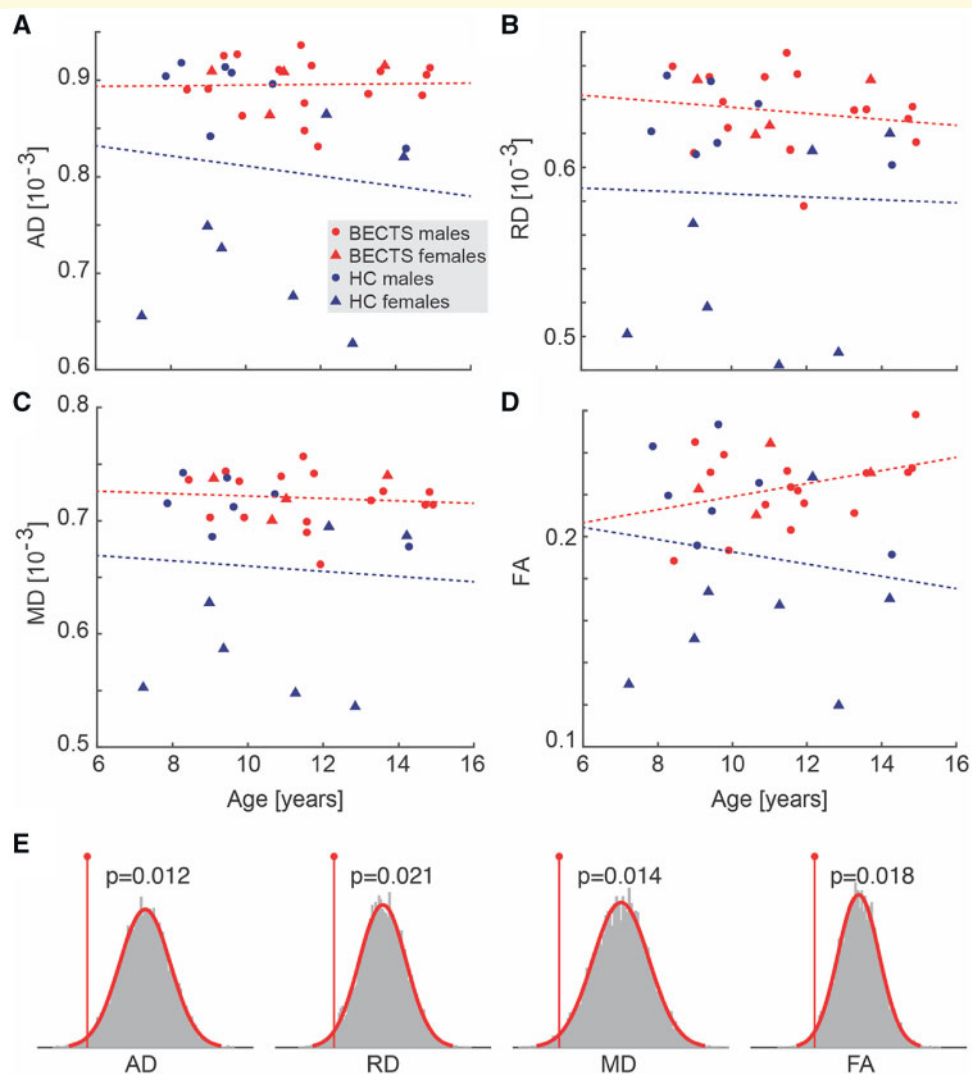 A
AD [10⁻³]
0.9
0.8
0.7
0.6
BECTS males
BECTS females
HC males
HC females
B
RD [10⁻³]
0.6
0.5
C
MD [10⁻³]
0.8
0.7
0.6
0.5
6 8 10 12 14 16
Age [years]
D
FA
0.2
0.1
6 8 10 12 14 16
Age [years]
E
p=0.012
AD
p=0.021
RD
p=0.014
MD
p=0.018
FA